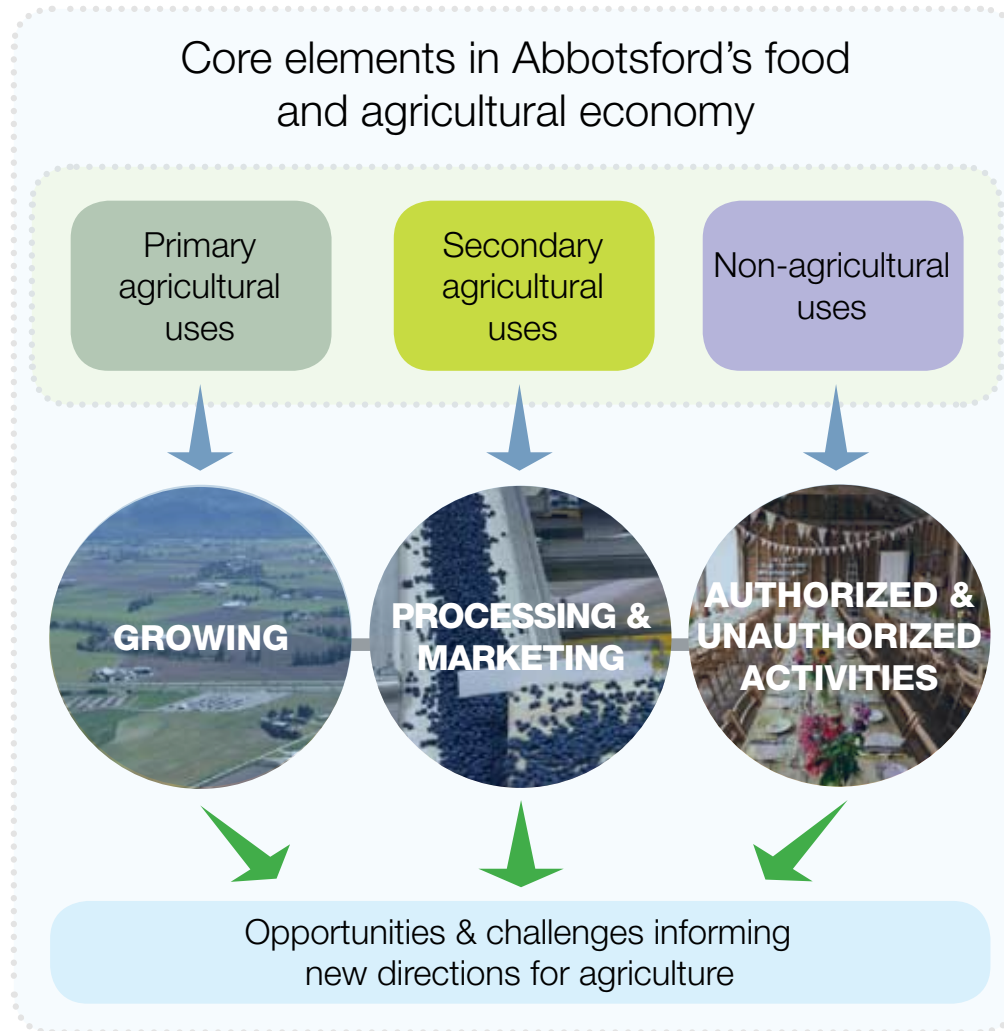 Core elements in Abbotsford’s food
and agricultural economy
Primary
agricultural
uses
Secondary
agricultural
uses
Non-agricultural
uses
GROWING
PROCESSING &
MARKETING
AUTHORIZED &
UNAUTHORIZED
ACTIVITIES
Opportunities & challenges informing
new directions for agriculture